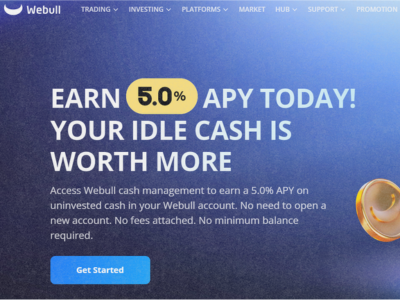 Webull TRADING INVESTING PLATFORMS MARKET HUB SUPPORT PROMOTION
EARN 5.0% APY TODAY!
YOUR IDLE CASH IS
WORTH MORE
Access Webull cash management to earn a 5.0% APY on
uninvested cash in your Webull account. No need to open a
new account. No fees attached. No minimum balance
required.
Get Started